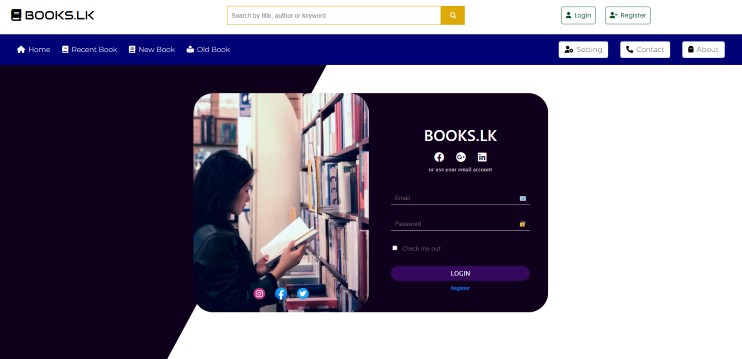 BOOKS.LK
Search by title, author or keyword
Login
Register
Home
Recent Book
New Book
Old Book
Setting
Contact
About
BOOKS.LK
or use your email account
Email
Password
Check me out
LOGIN
Register